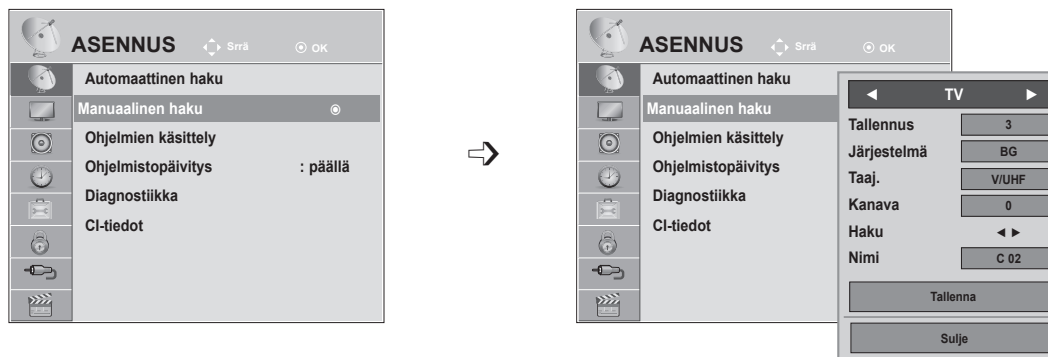 ASENNUS Srrä OK
Automaattinen haku
Manuaalinen haku
Ohjelmien käsittely
Ohjelmistopäivitys : päällä
Diagnostiikka
CI-tiedot
ASENNUS Srrä OK
Automaattinen haku
Manuaalinen haku
Ohjelmien käsittely
Ohjelmistopäivitys
Diagnostiikka
CI-tiedot
◄ TV ►
Tallennus 3
Järjestelmä BG
Taaj. V/UHF
Kanava 0
Haku ◄ ►
Nimi C 02
Tallenna
Sulje